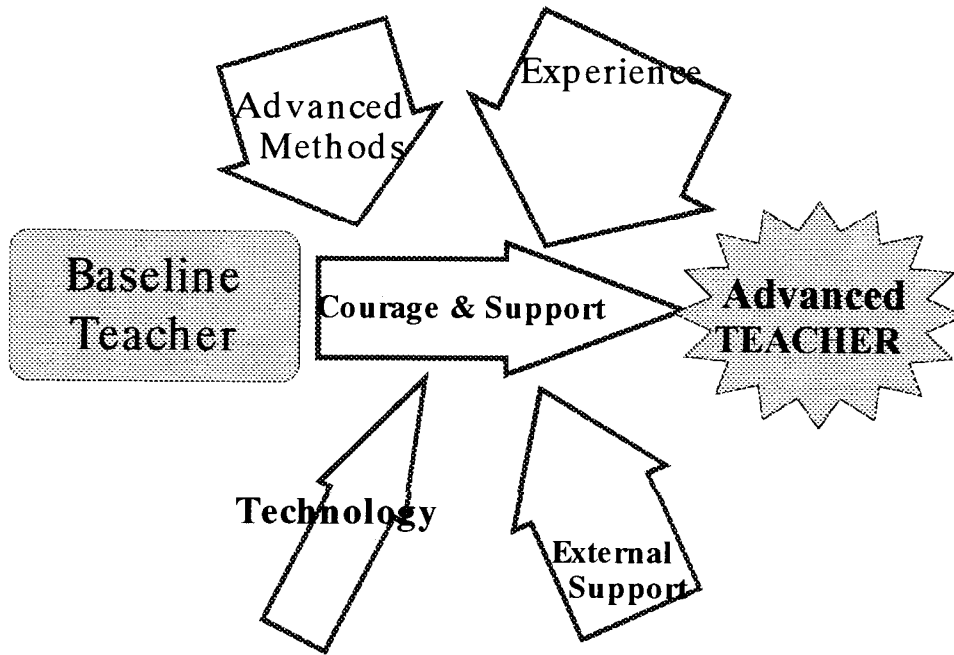 Advanced
Methods
Experience
Baseline
Teacher
Courage & Support
Advanced
TEACHER
Technology
External
Support